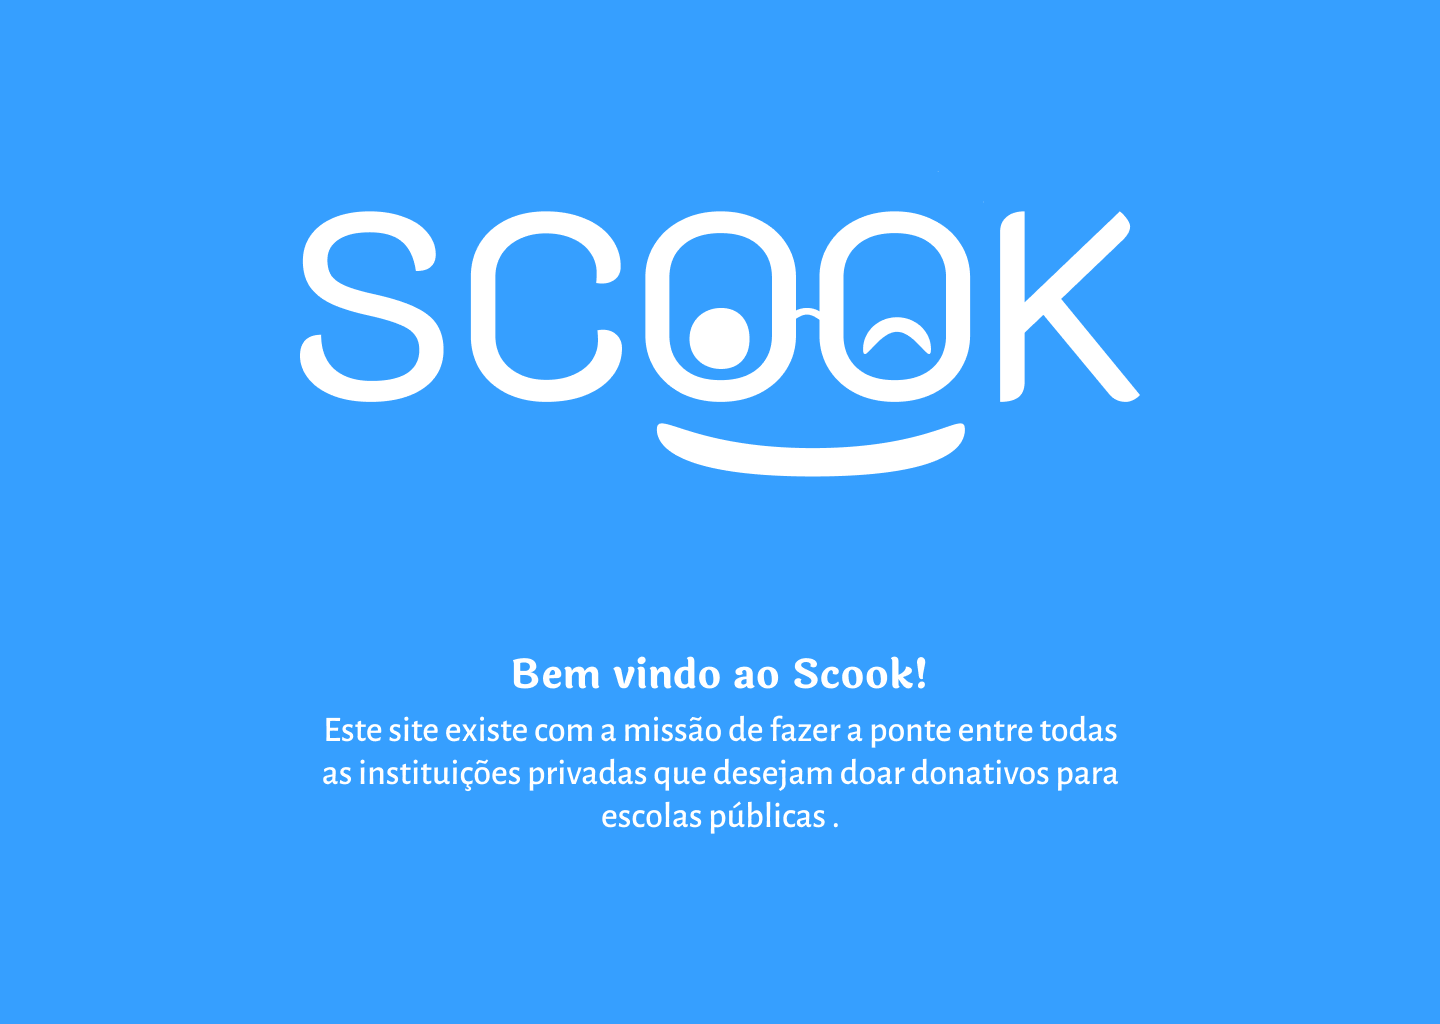 SCOOK
Bem vindo ao Scook!
Este site existe com a missão de fazer a ponte entre todas
as instituições privadas que desejam doar donativos para
escolas públicas .